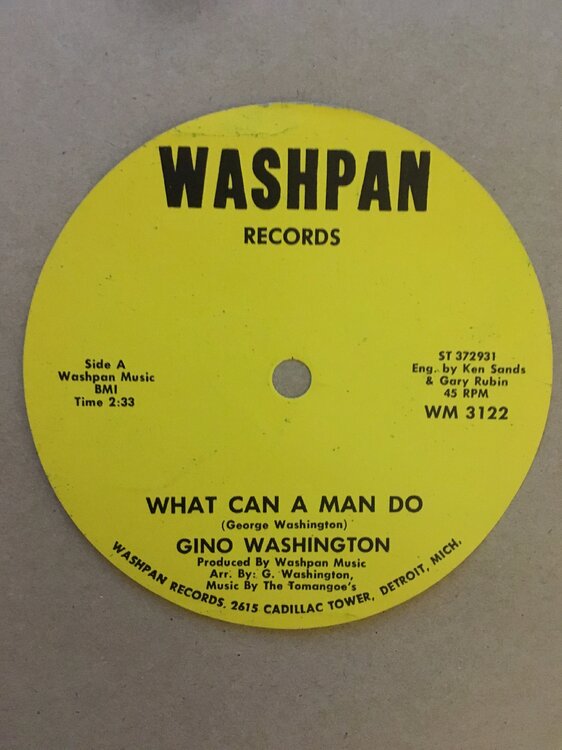 WASHPAN
RECORDS
Side A
Washpan Music
BMI
Time 2:33
ST 372931
Eng. by Ken Sands
& Gary Rubin
45 RPM
WM 3122
WHAT CAN A MAN DO
(George Washington)
GINO WASHINGTON
Produced By Washpan Music
Arr. By: G. Washington,
Music By The Tomangoe's
WASHPAN RECORDS, 2615 CADILLAC TOWER, DETROIT, MICH.